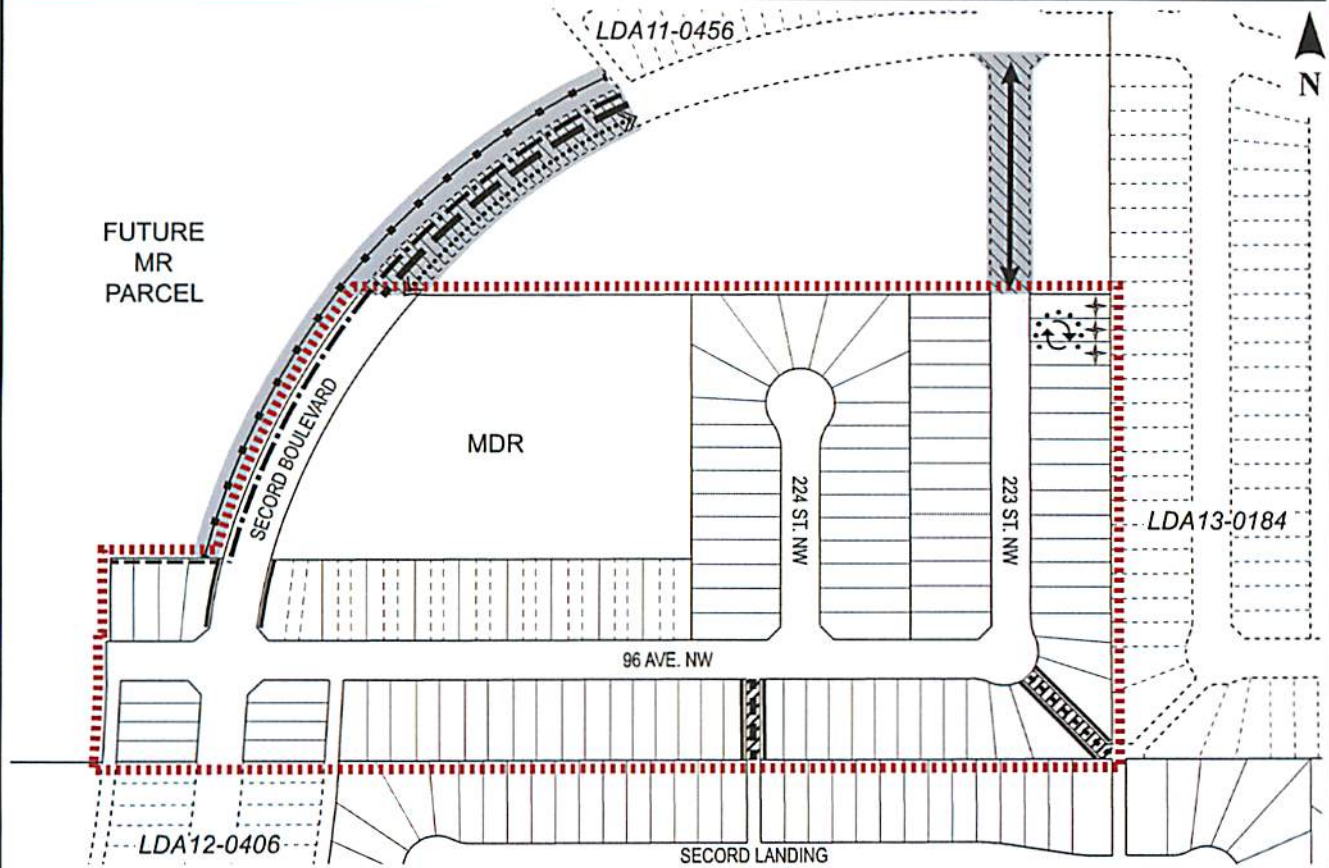 LDA11-0456
N
FUTURE
MR
PARCEL
SECORD BOULEVARD
MDR
224 ST. NW
223 ST. NW
LDA13-0184
96 AVE. NW
LDA12-0406
SECORD LANDING